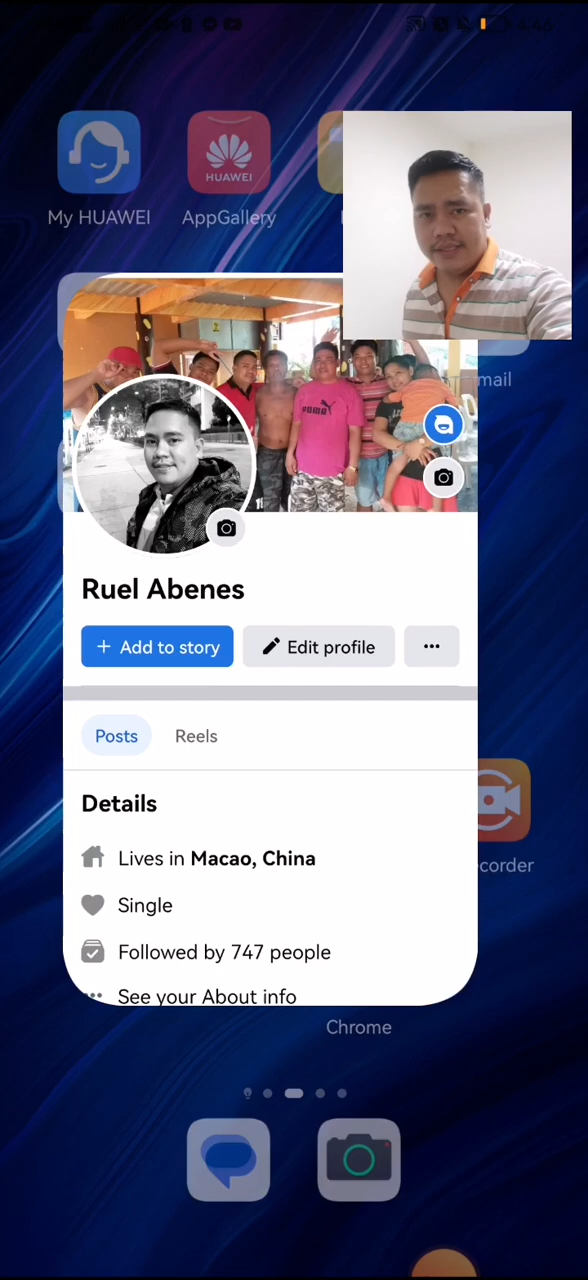 My HUAWEI
HUAWEI
AppGallery
mail
PUMA
Ruel Abenes
+ Add to story
Edit profile
...
Posts
Reels
Details
Lives in Macao, China
Single
Followed by 747 people
ecorder
... See your About info
Chrome